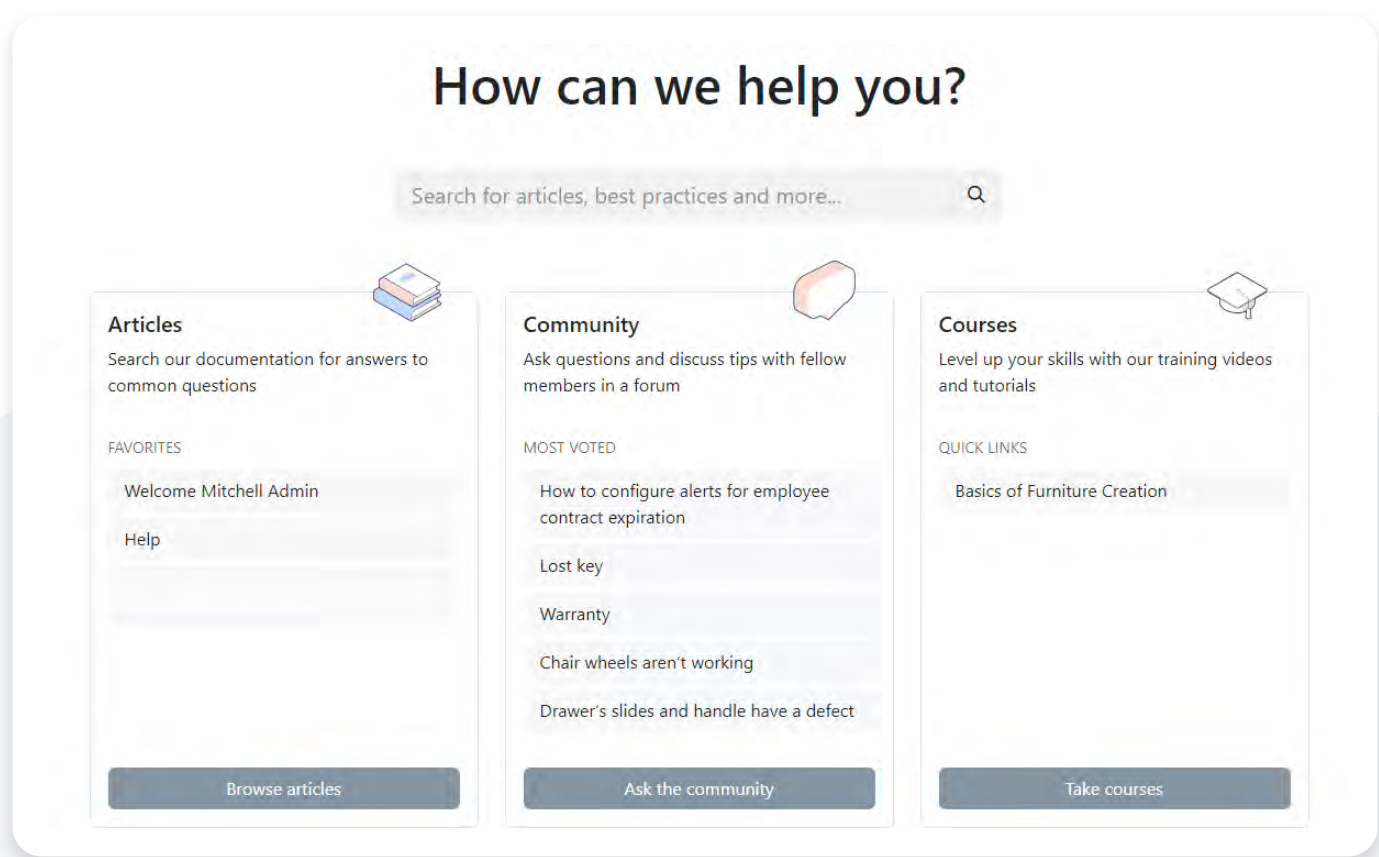 How can we help you?
Search for articles, best practices and more...
Articles
Search our documentation for answers to
common questions
FAVORITES
Welcome Mitchell Admin
Help
Browse articles
Community
Ask questions and discuss tips with fellow
members in a forum
MOST VOTED
How to configure alerts for employee
contract expiration
Lost key
Warranty
Chair wheels aren't working
Drawer's slides and handle have a defect
Ask the community
Courses
Level up your skills with our training videos
and tutorials
QUICK LINKS
Basics of Furniture Creation
Take courses